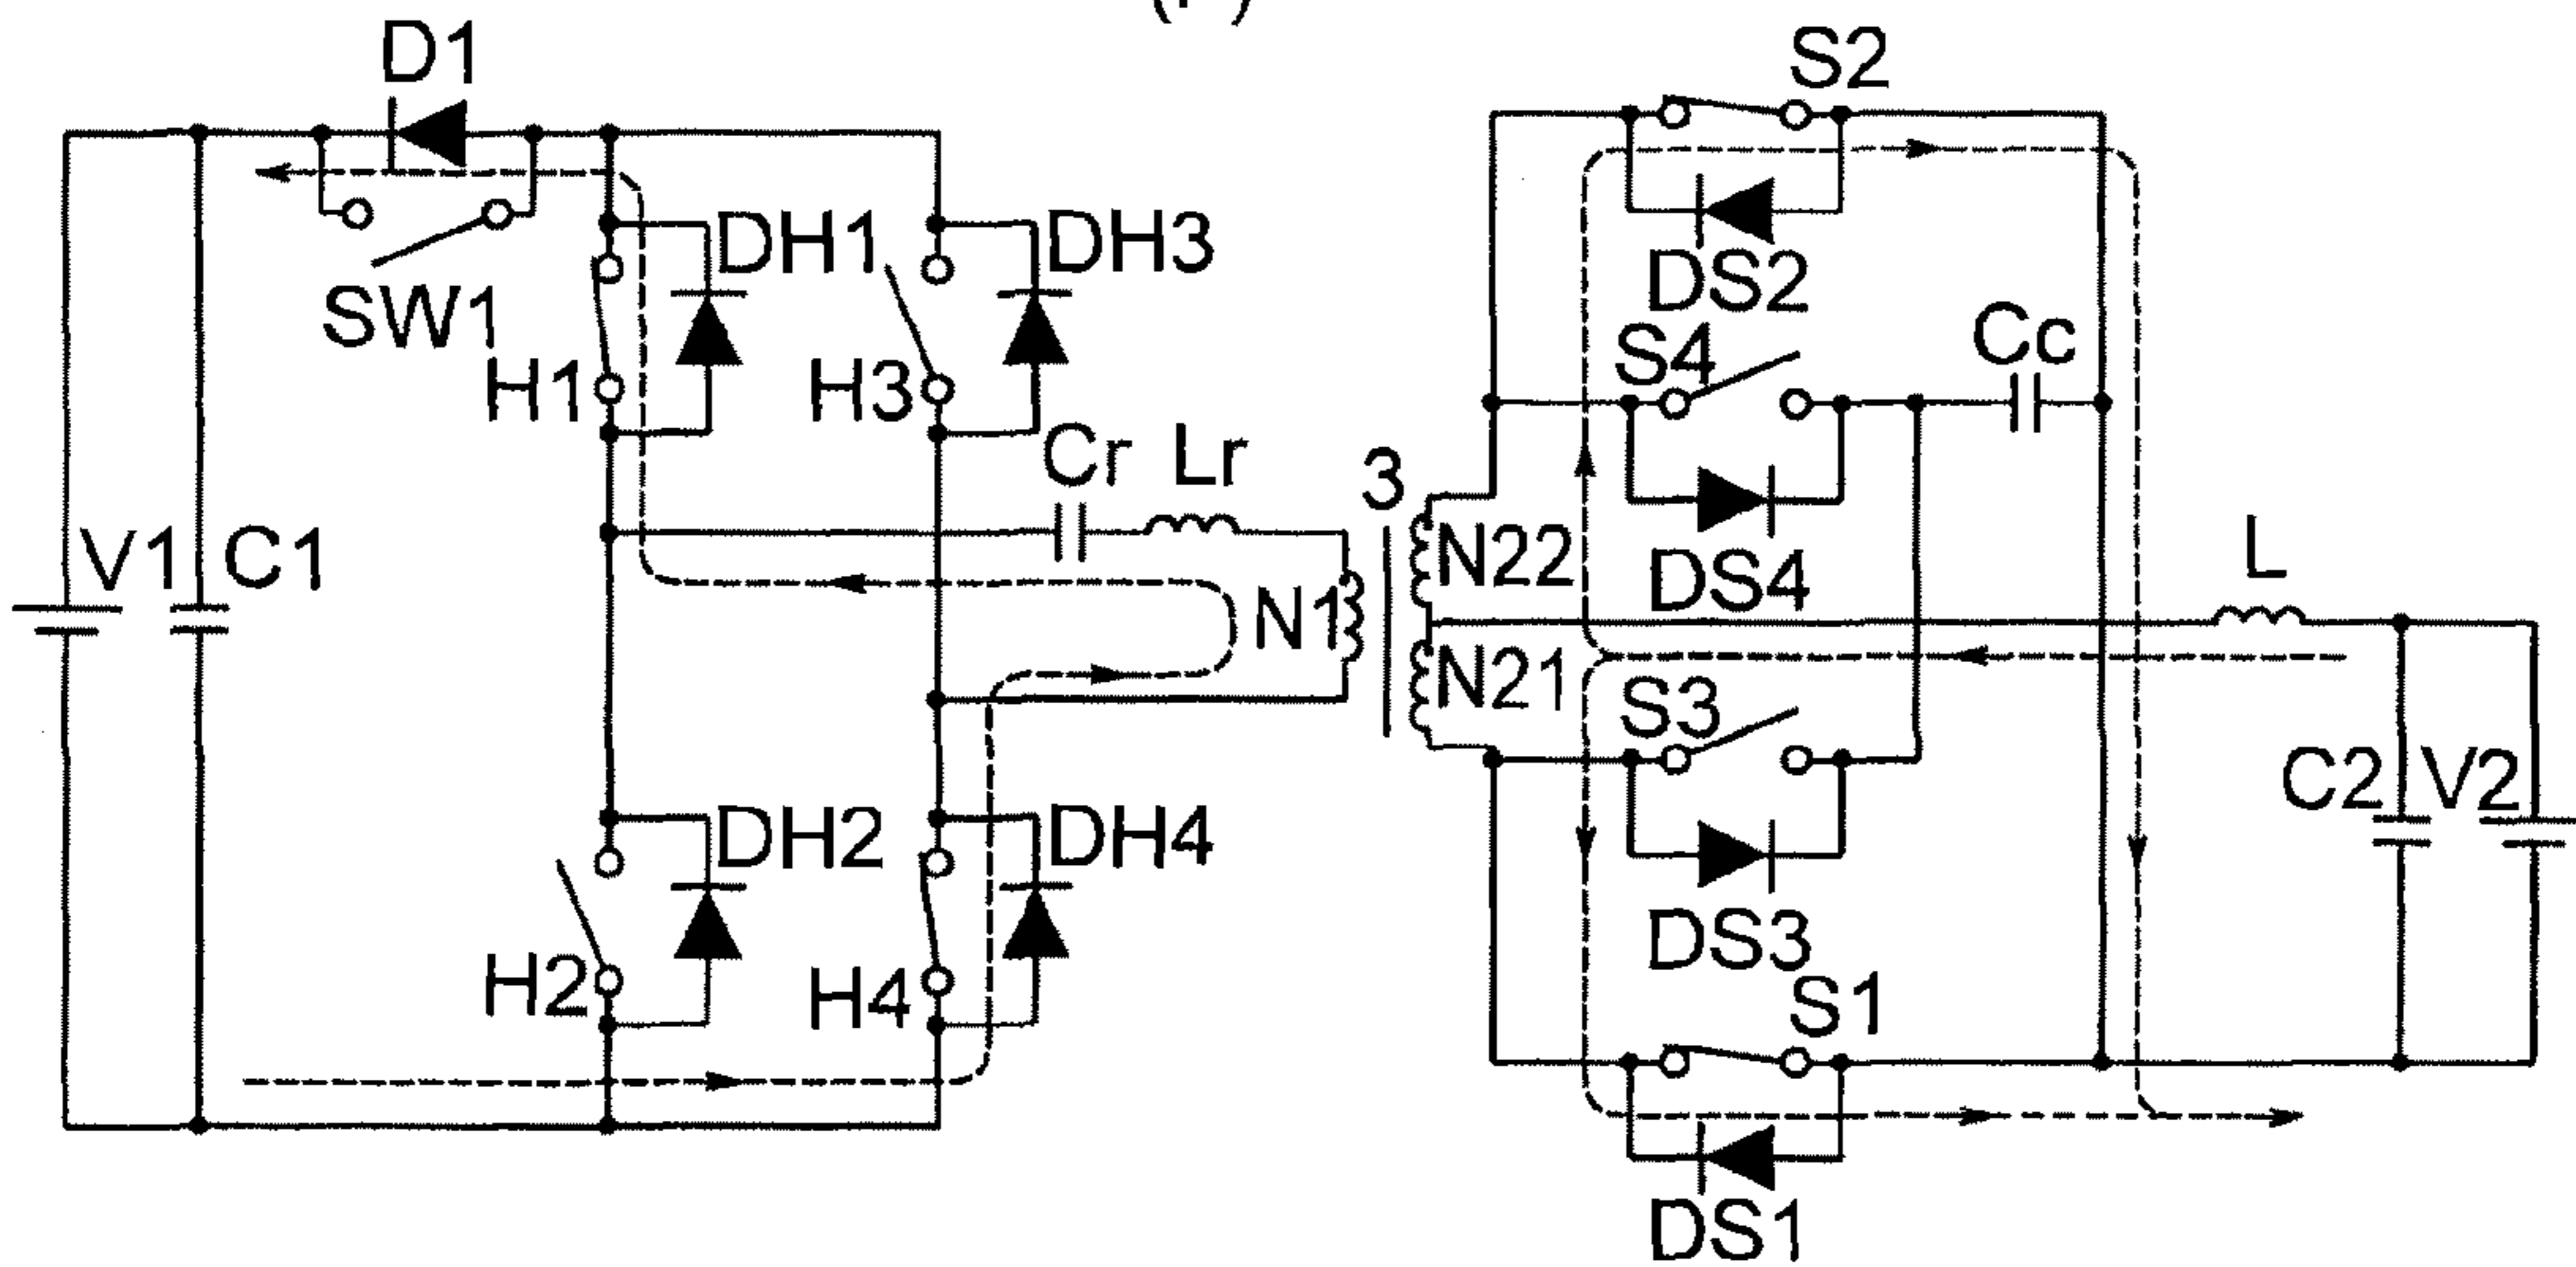 D1
S2
DH1
DH3
DS2
SW1
S4
Cc
H1
H3
Cr
Lr
3
V1
C1
N22
DS4
L
N1
N21
S3
C2
V2
DH2
DH4
DS3
H2
H4
S1
DS1